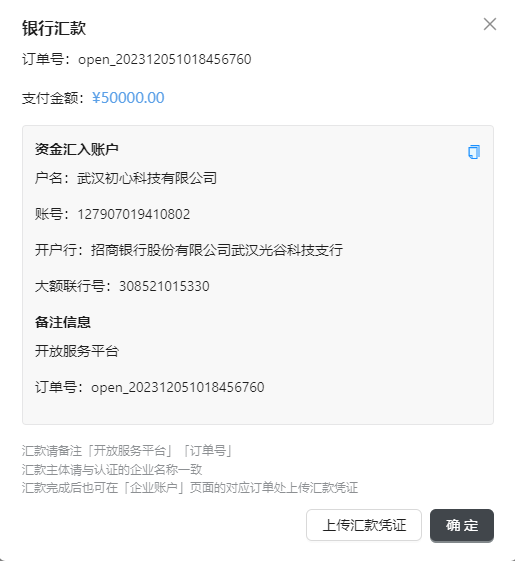 银行汇款
订单号：open_202312051018456760
支付金额：¥50000.00
资金汇入账户
户名：武汉初心科技有限公司
账号：127907019410802
开户行：招商银行股份有限公司武汉光谷科技支行
大额联行号：308521015330
备注信息
开放服务平台
订单号：open_202312051018456760
汇款请备注「开放服务平台」「订单号」
汇款主体请与认证的企业名称一致
汇款完成后也可在「企业账户」页面的对应订单处上传汇款凭证
上传汇款凭证
确 定